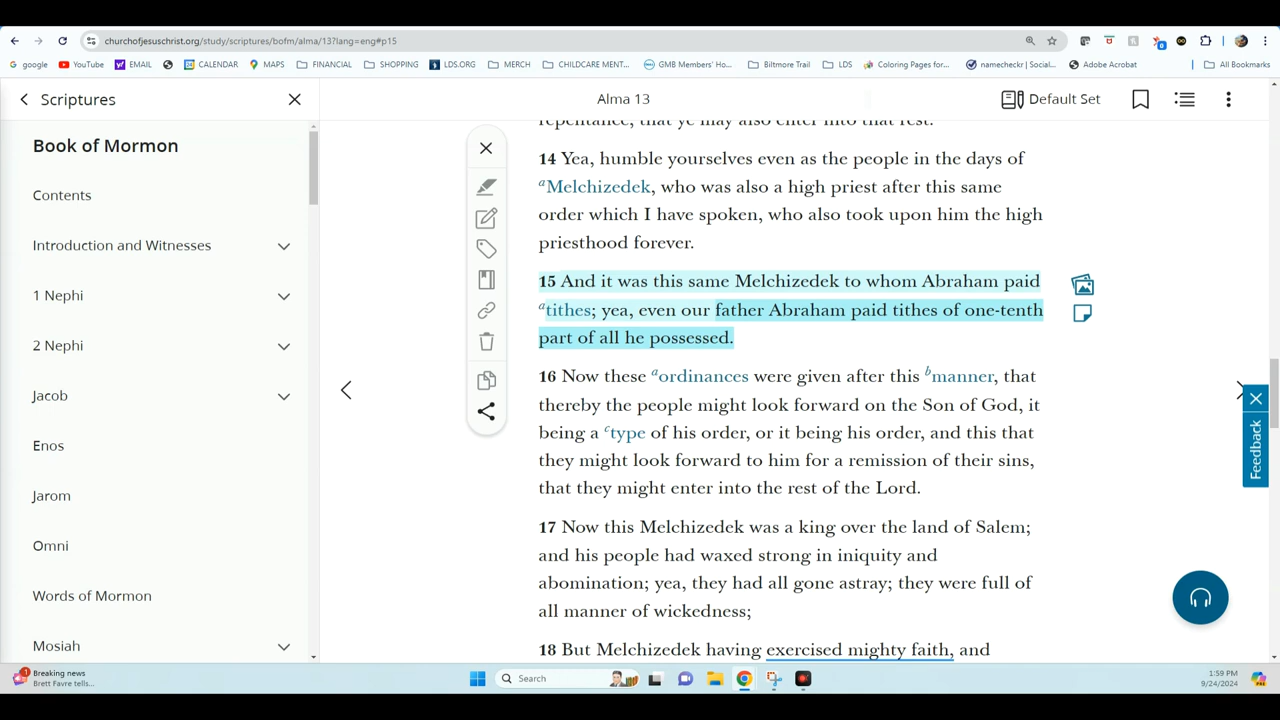 churchofjesuschrist.org/study/scriptures/bofm/alma/13?lang=eng#p15
google YouTube EMAIL CALENDAR MAPS FINANCIAL SHOPPING LDS.ORG MERCH CHILDCARE MENT... GMB Members' Ho... Biltmore Trail LDS Coloring Pages for... namecheckr | Social... Adobe Acrobat All Bookmarks
Scriptures
Alma 13
Default Set
Book of Mormon
Contents
Introduction and Witnesses
1 Nephi
2 Nephi
Jacob
Enos
Jarom
Omni
Words of Mormon
Mosiah
repentance, that ye may also enter into that rest.
14 Yea, humble yourselves even as the people in the days of
aMelchizedek, who was also a high priest after this same
order which I have spoken, who also took upon him the high
priesthood forever.
15 And it was this same Melchizedek to whom Abraham paid
atithes; yea, even our father Abraham paid tithes of one-tenth
part of all he possessed.
16 Now these aordinances were given after this bmanner, that
thereby the people might look forward on the Son of God, it
being a ctype of his order, or it being his order, and this that
they might look forward to him for a remission of their sins,
that they might enter into the rest of the Lord.
17 Now this Melchizedek was a king over the land of Salem;
and his people had waxed strong in iniquity and
abomination; yea, they had all gone astray; they were full of
all manner of wickedness;
18 But Melchizedek having exercised mighty faith, and
Feedback
1
Breaking news
Brett Favre tells...
Search
1:59 PM
9/24/2024